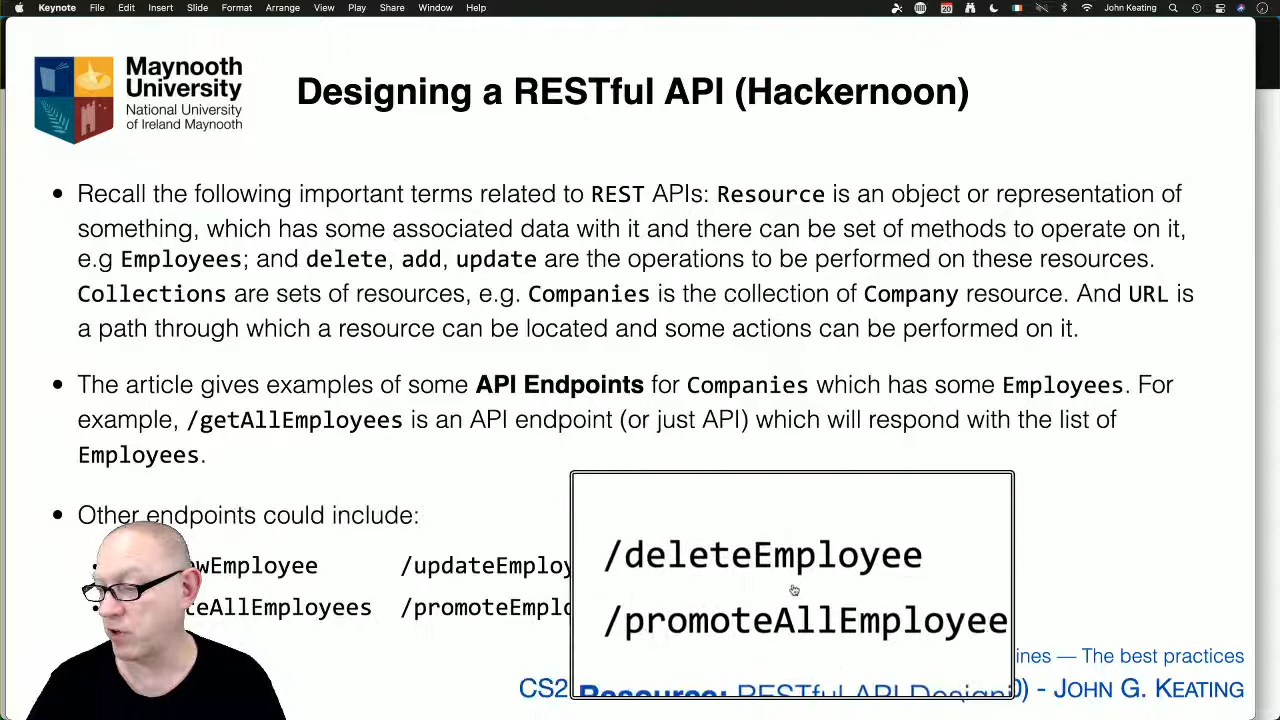 Keynote File Edit Insert Slide Format Arrange View Play Share Window Help 20 John Keating
Maynooth
University
National University
of Ireland Maynooth
Designing a RESTful API (Hackernoon)
• Recall the following important terms related to REST APIs: Resource is an object or representation of
something, which has some associated data with it and there can be set of methods to operate on it,
e.g Employees; and delete, add, update are the operations to be performed on these resources.
Collections are sets of resources, e.g. Companies is the collection of Company resource. And URL is
a path through which a resource can be located and some actions can be performed on it.
• The article gives examples of some API Endpoints for Companies which has some Employees. For
example, /getAllEmployees is an API endpoint (or just API) which will respond with the list of
Employees.
• Other endpoints could include:
wEmployee /updateEmploy
/deleteEmployee
teAllEmployees /promoteEmplo
/promoteAllEmployee
Resource: RESTful API Designi
ines — The best practices
CS2 0) - JOHN G. KEATING